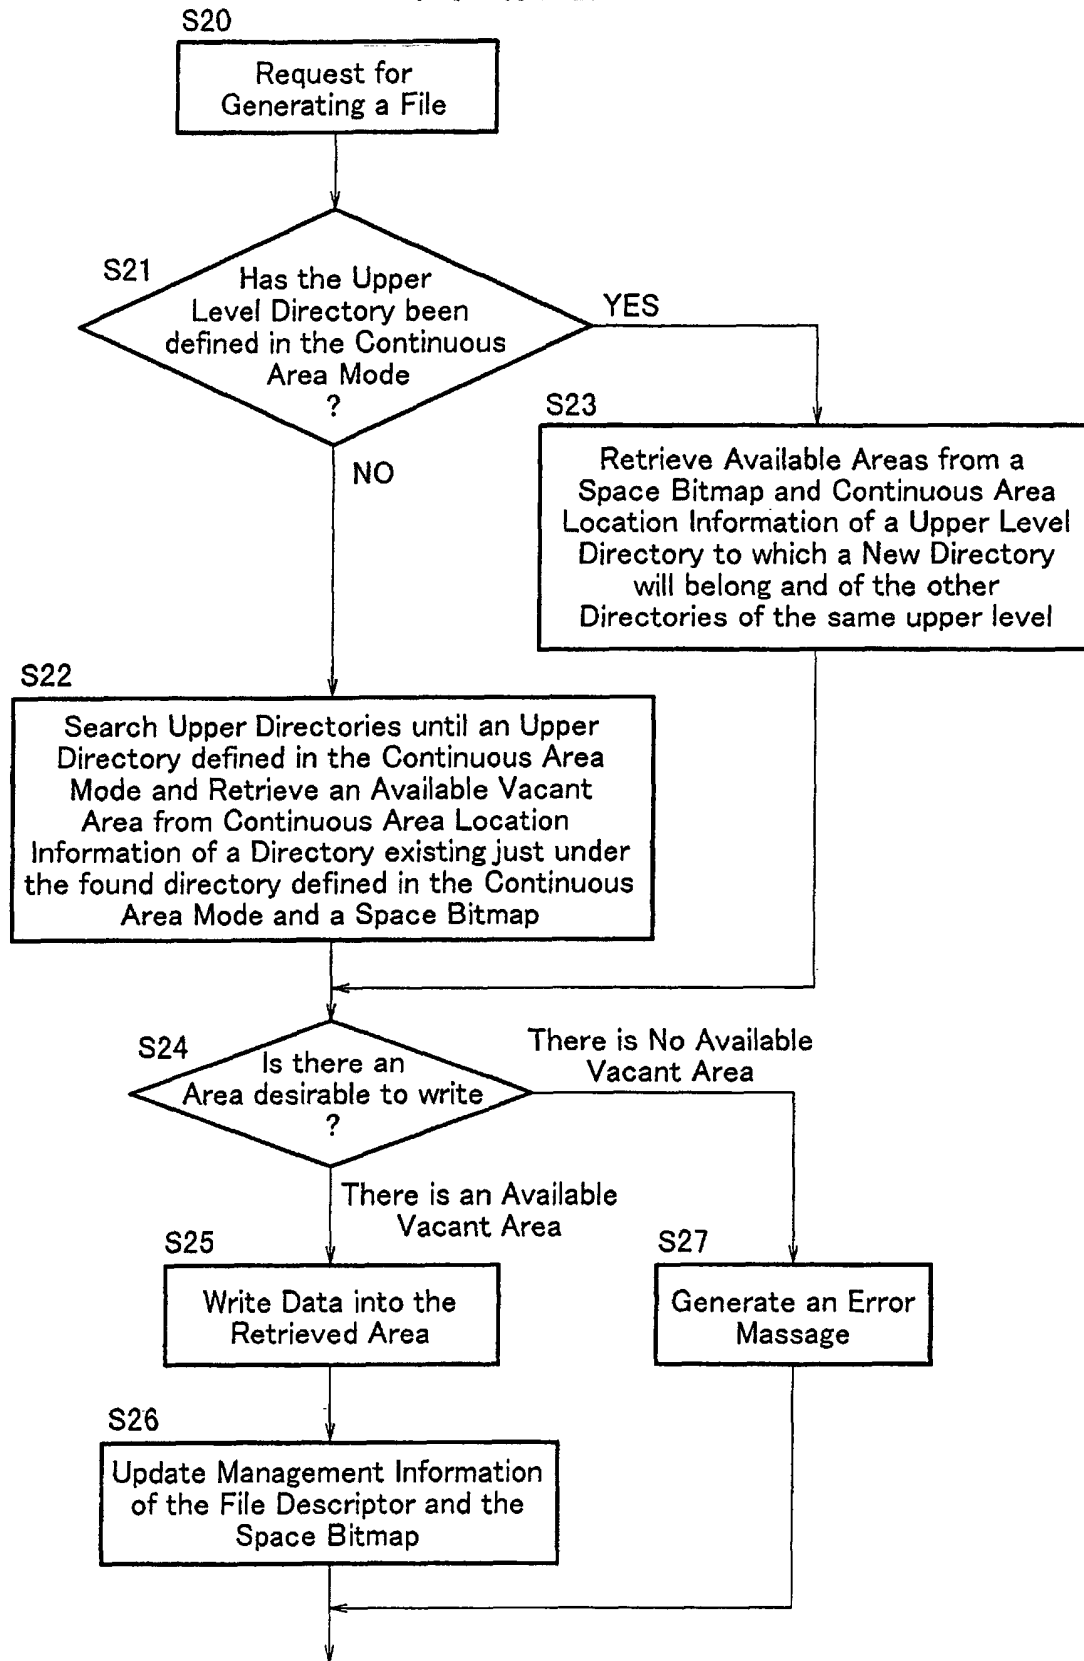 S20
Request for
Generating a File
S21
Has the Upper
Level Directory been
defined in the Continuous
Area Mode
?
YES
NO
S23
Retrieve Available Areas from a
Space Bitmap and Continuous Area
Location Information of a Upper Level
Directory to which a New Directory
will belong and of the other
Directories of the same upper level
S22
Search Upper Directories until an Upper
Directory defined in the Continuous Area
Mode and Retrieve an Available Vacant
Area from Continuous Area Location
Information of a Directory existing just under
the found directory defined in the Continuous
Area Mode and a Space Bitmap
S24
Is there an
Area desirable to write
?
There is No Available
Vacant Area
There is an Available
Vacant Area
S25
Write Data into the
Retrieved Area
S27
Generate an Error
Massage
S26
Update Management Information
of the File Descriptor and the
Space Bitmap